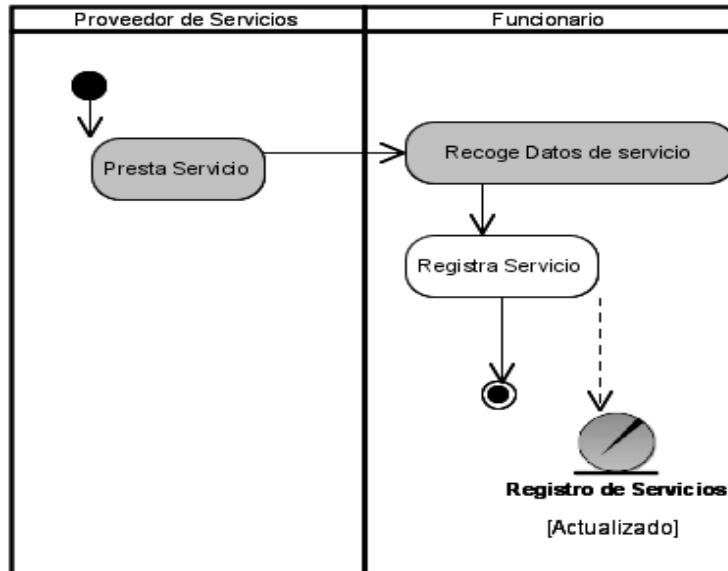 Proveedor de Servicios
Funcionario
Presta Servicio
Recoge Datos de servicio
Registra Servicio
Registro de Servicios
[Actualizado]